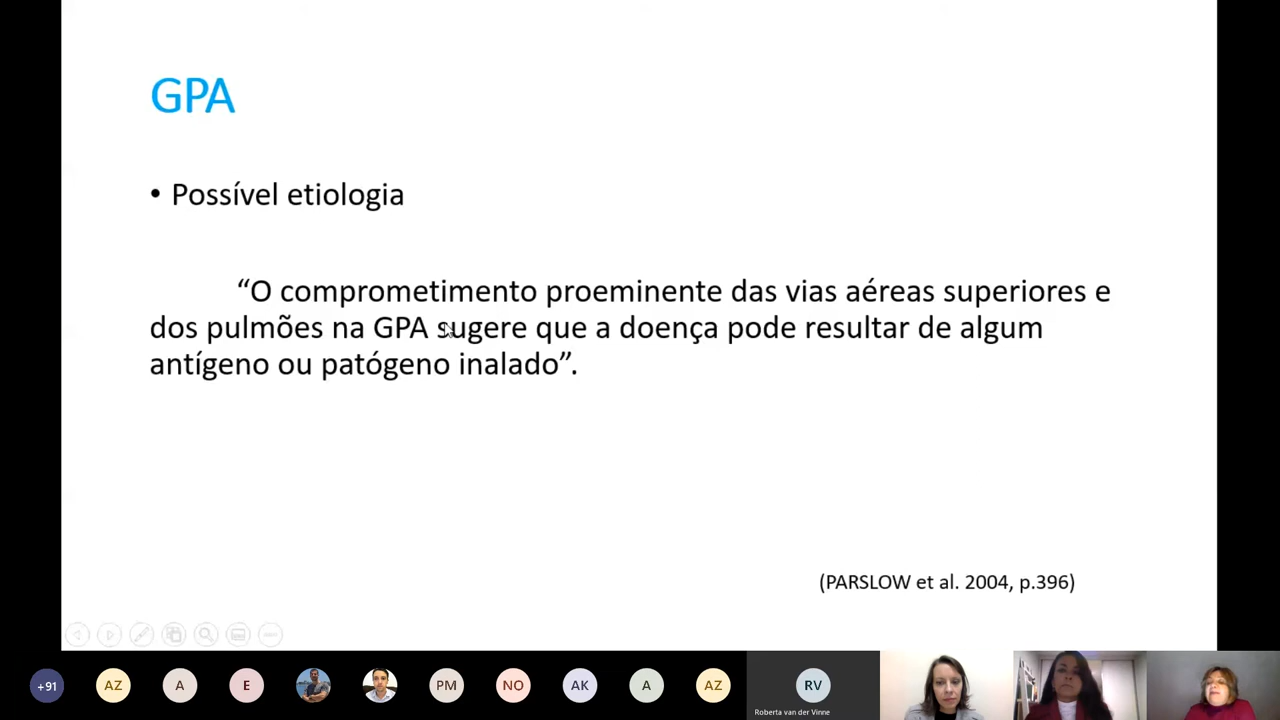 GPA
• Possível etiologia
“O comprometimento proeminente das vias aéreas superiores e
dos pulmões na GPA sugere que a doença pode resultar de algum
antígeno ou patógeno inalado”.
(PARSLOW et al. 2004, p.396)
+91 AZ A E PM NO AK A AZ RV
Roberta van der Vinne